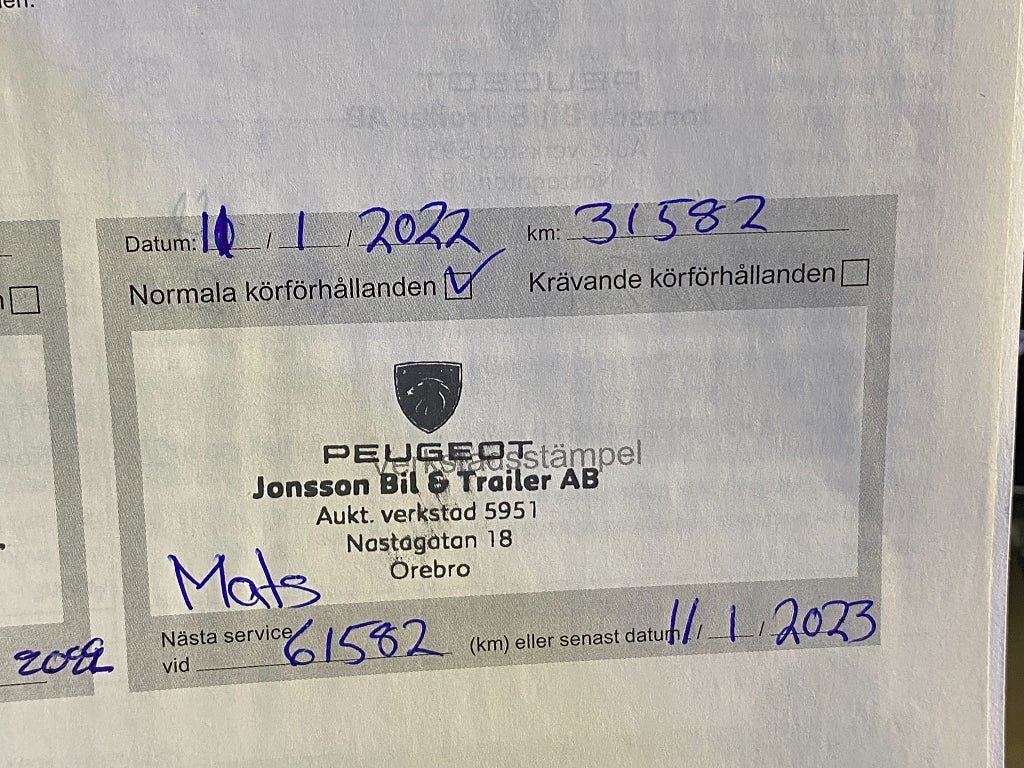 Datum: 11 / 1 / 2022 km: 31582
Normala körförhållanden Krävande körförhållanden
PEUGEOT
verkstadsstämpel
Jonsson Bil & Trailer AB
Aukt. verkstad 5951
Nastagatan 18
Örebro
Mats
Nästa service
vid 61582 (km) eller senast datum 11 / 1 / 2023